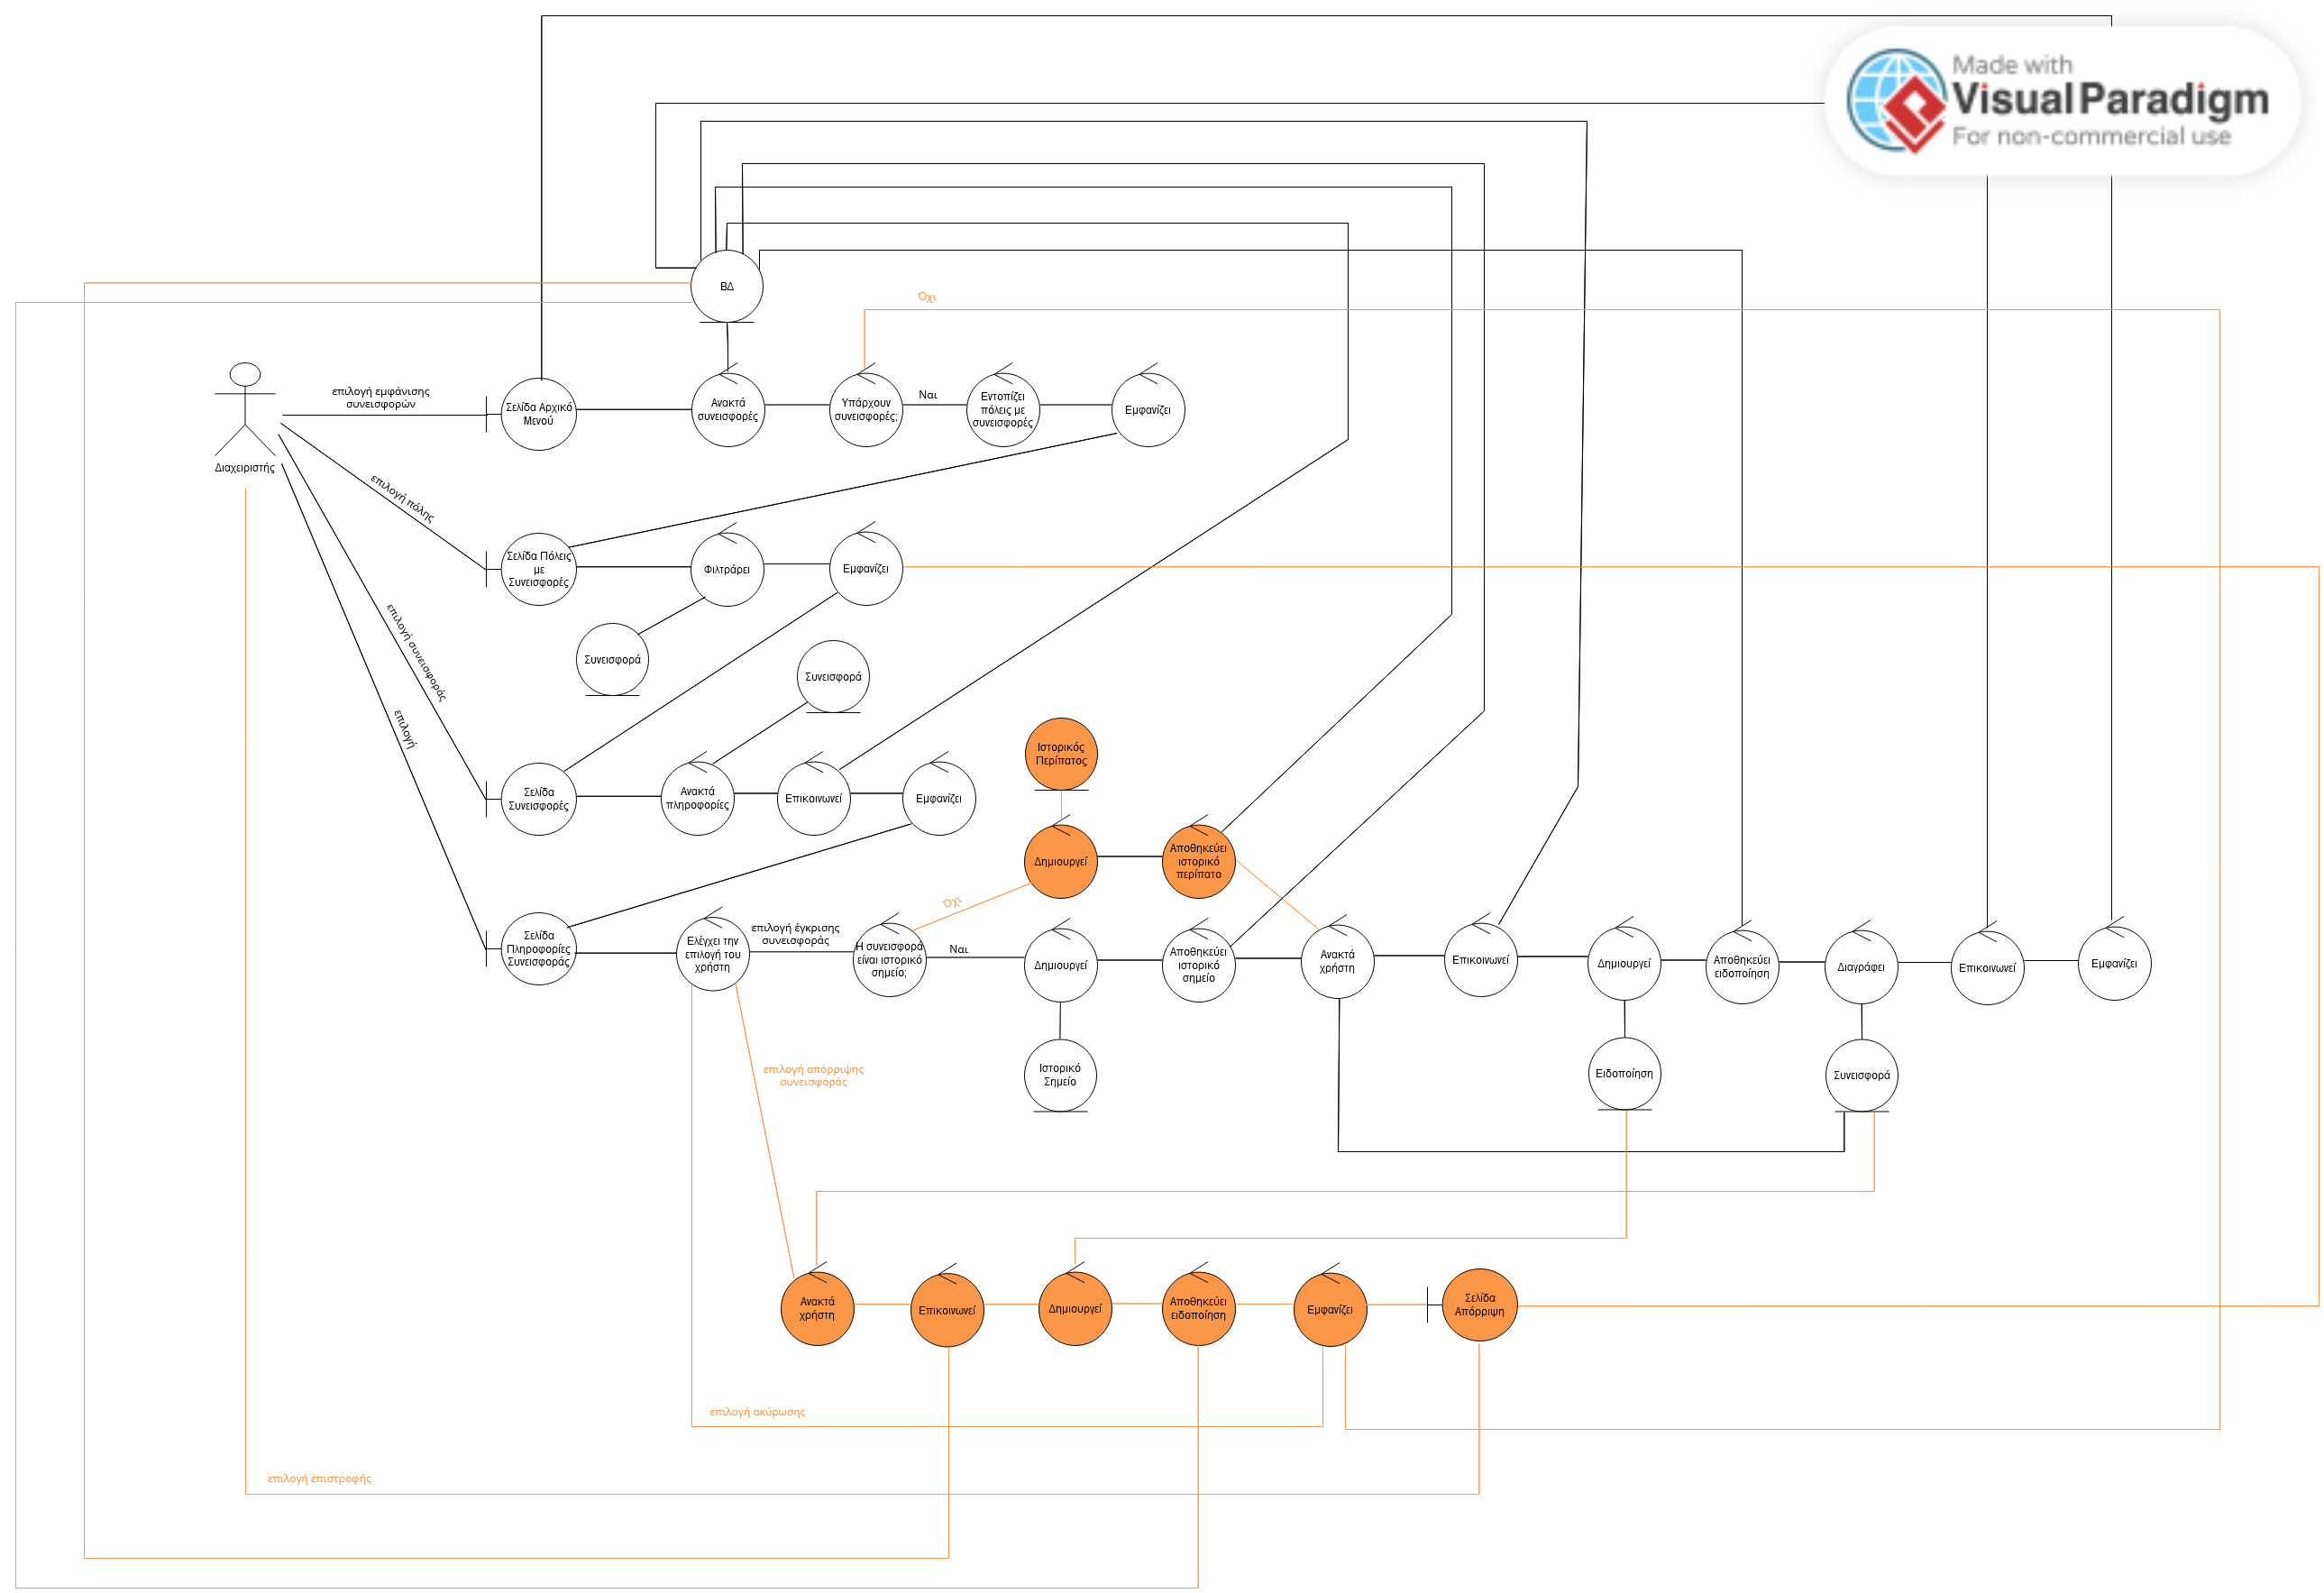 Made with
Visual Paradigm
For non-commercial use
ΒΔ
Όχι
επιλογή εμφάνισης
συνεισφορών
Σελίδα Αρχικό
Μενού
Ανακτά
συνεισφορές
Υπάρχουν
συνεισφορές;
Ναι
Εντοπίζει
πόλεις με
συνεισφορές
Εμφανίζει
Διαχειριστής
επιλογή πόλης
Σελίδα Πόλεις
με
Συνεισφορές
Φιλτράρει
Εμφανίζει
επιλογή συνεισφοράς
Συνεισφορά
Συνεισφορά
επιλογή
Ιστορικός
Περίπατος
Σελίδα
Συνεισφορές
Ανακτά
πληροφορίες
Επικοινωνεί
Εμφανίζει
Δημιουργεί
Αποθηκεύει
ιστορικό
περίπατο
Όχι
Σελίδα
Πληροφορίες
Συνεισφοράς
Ελέγχει την
επιλογή του
χρήστη
επιλογή έγκρισης
συνεισφοράς
Η συνεισφορά
είναι ιστορικό
σημείο;
Ναι
Δημιουργεί
Αποθηκεύει
ιστορικό
σημείο
Ανακτά
χρήστη
Επικοινωνεί
Δημιουργεί
Αποθηκεύει
ειδοποίηση
Διαγράφει
Επικοινωνεί
Εμφανίζει
επιλογή απόρριψης
συνεισφοράς
Ιστορικό
Σημείο
Ειδοποίηση
Συνεισφορά
Ανακτά
χρήστη
Επικοινωνεί
Δημιουργεί
Αποθηκεύει
ειδοποίηση
Εμφανίζει
Σελίδα
Απόρριψη
επιλογή ακύρωσης
επιλογή επιστροφής